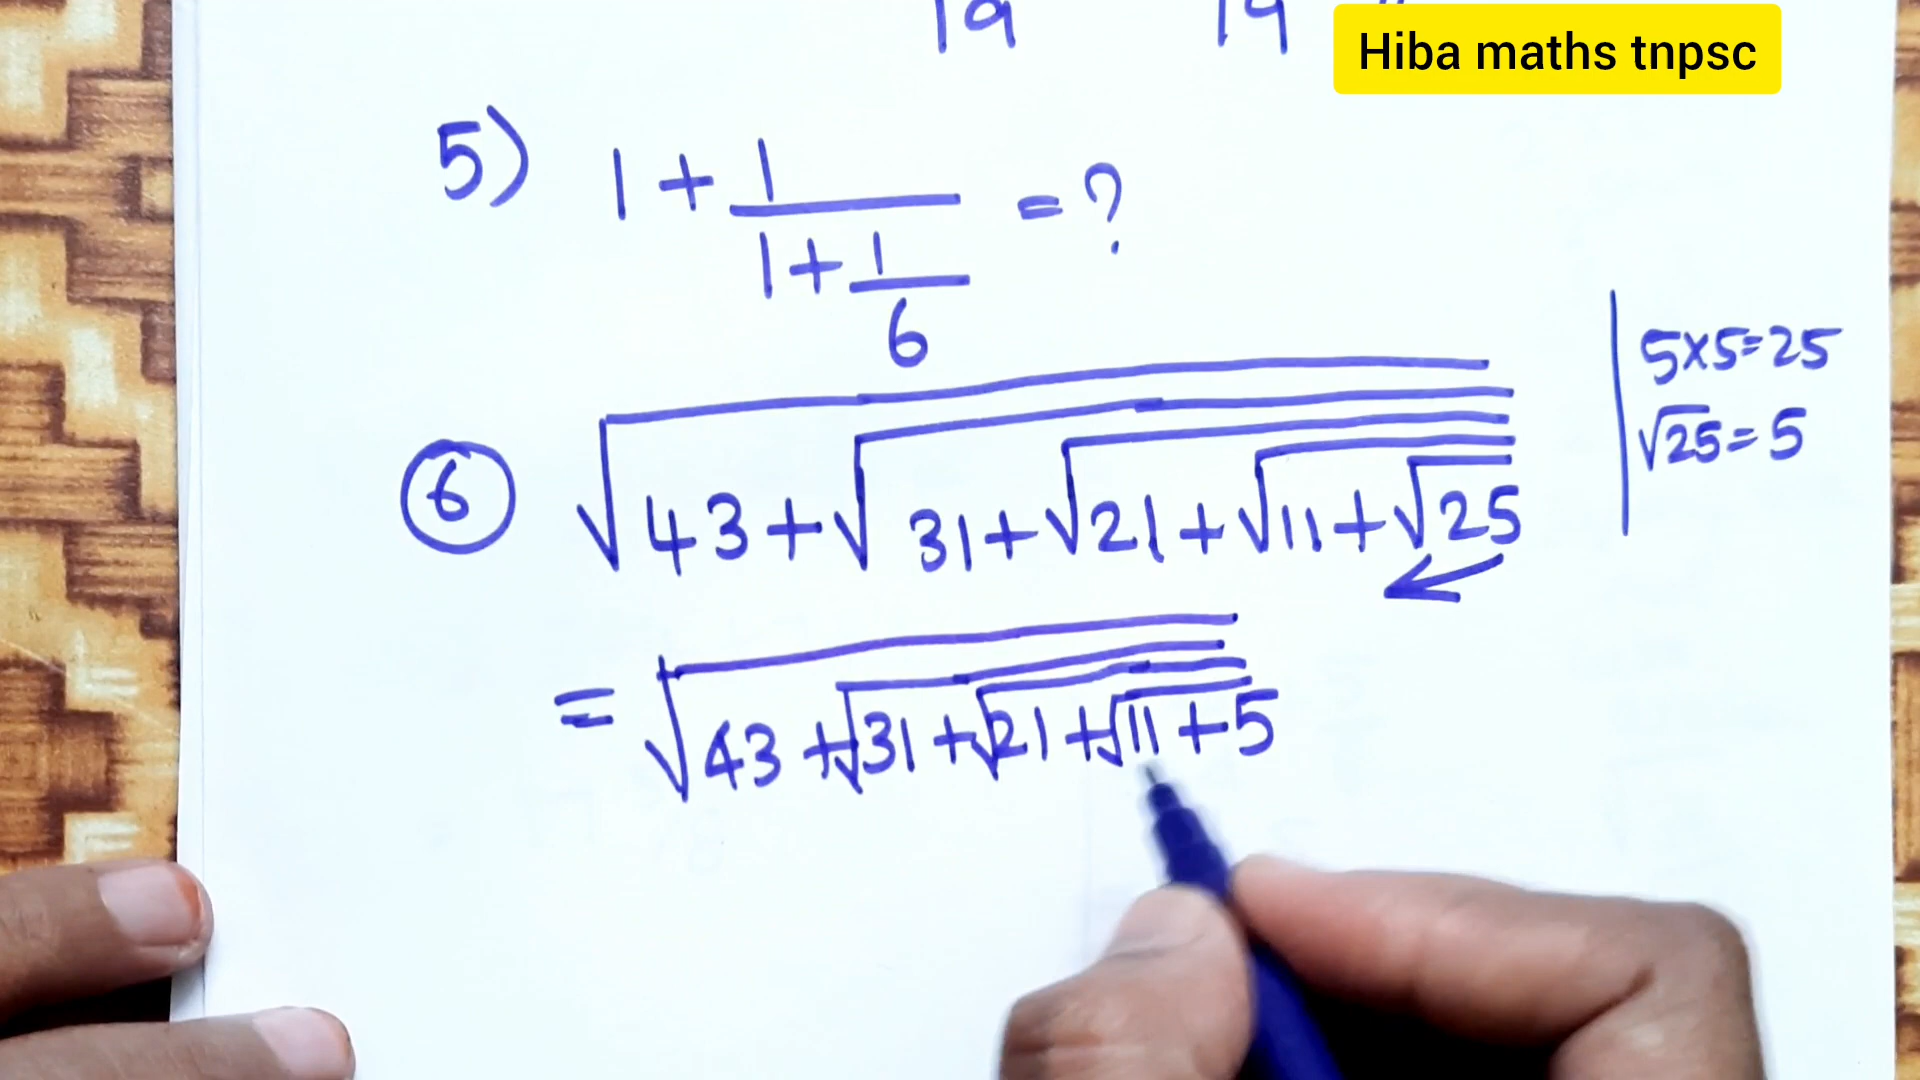 19 19
Hiba maths tnpsc
5) 1 + 1/(1 + 1/6) = ?
5×5=25
√25 = 5
6 √(43 + √(31 + √(21 + √(11 + √25))))
= √(43 + √(31 + √(21 + √(11 + 5))))